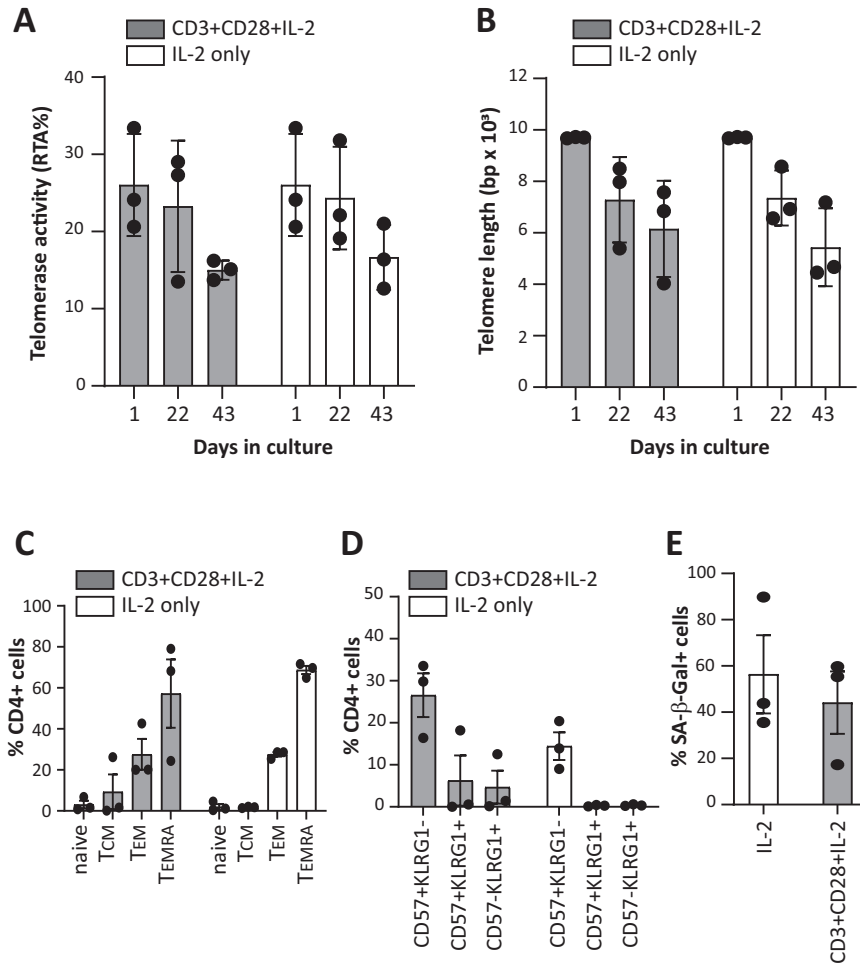 A
CD3+CD28+IL-2
IL-2 only
Telomerase activity (RTA%)
40
30
20
10
0
1 22 43 1 22 43
Days in culture
B
CD3+CD28+IL-2
IL-2 only
Telomere length (bp x 10³)
12
10
8
6
4
2
0
1 22 43 1 22 43
Days in culture
C
CD3+CD28+IL-2
IL-2 only
% CD4+ cells
100
80
60
40
20
0
naive TCM TEM TEMRA naive TCM TEM TEMRA
D
CD3+CD28+IL-2
IL-2 only
% CD4+ cells
50
40
30
20
10
0
CD57+KLRG1- CD57+KLRG1+ CD57-KLRG1+ CD57+KLRG1- CD57+KLRG1+ CD57-KLRG1+
E
% SA-β-Gal+ cells
100
80
60
40
20
0
IL-2 CD3+CD28+IL-2